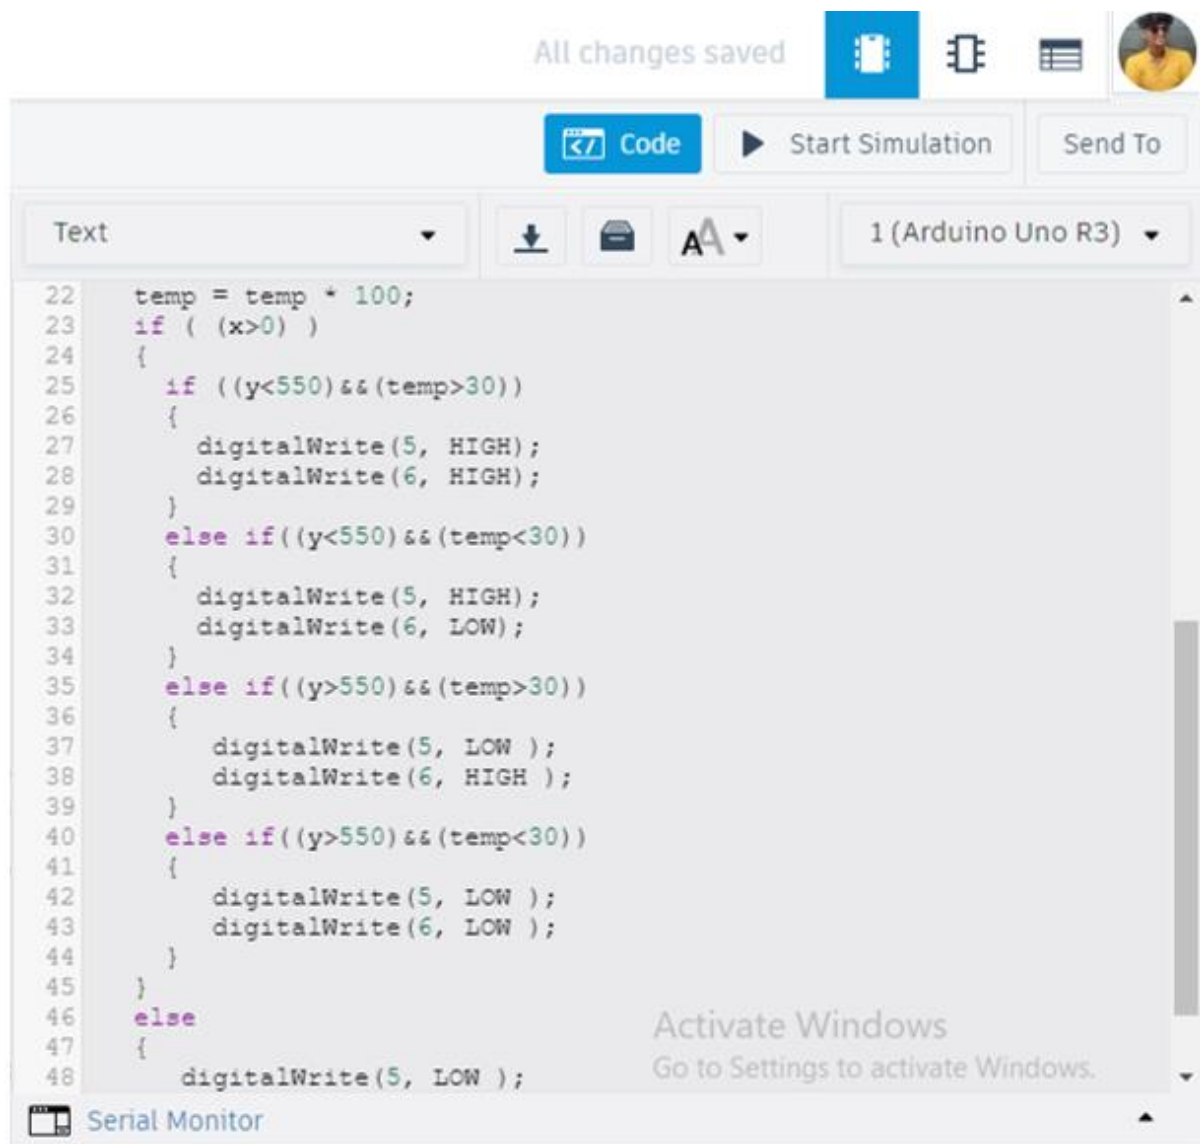 All changes saved
Code Start Simulation Send To
Text 1 (Arduino Uno R3)
22 temp = temp * 100;
23 if ( (x>0) )
24 {
25 if ((y<550)&&(temp>30))
26 {
27 digitalWrite(5, HIGH);
28 digitalWrite(6, HIGH);
29 }
30 else if((y<550)&&(temp<30))
31 {
32 digitalWrite(5, HIGH);
33 digitalWrite(6, LOW);
34 }
35 else if((y>550)&&(temp>30))
36 {
37 digitalWrite(5, LOW );
38 digitalWrite(6, HIGH );
39 }
40 else if((y>550)&&(temp<30))
41 {
42 digitalWrite(5, LOW );
43 digitalWrite(6, LOW );
44 }
45 }
46 else
47 {
48 digitalWrite(5, LOW );
Activate Windows
Go to Settings to activate Windows.
Serial Monitor